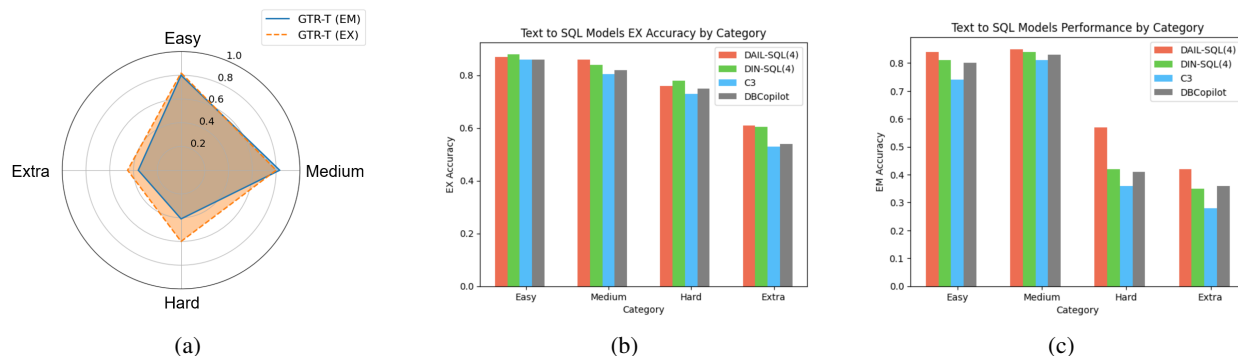 GTR-T (EM)
GTR-T (EX)
Easy
1.0
0.8
0.6
0.4
0.2
Extra
Medium
Hard
(a)
Text to SQL Models EX Accuracy by Category
DAIL-SQL(4)
DIN-SQL(4)
C3
DBCopilot
EX Accuracy
0.8
0.6
0.4
0.2
0.0
Easy
Medium
Hard
Extra
Category
(b)
Text to SQL Models Performance by Category
DAIL-SQL(4)
DIN-SQL(4)
C3
DBCopilot
EM Accuracy
0.8
0.7
0.6
0.5
0.4
0.3
0.2
0.1
0.0
Easy
Medium
Hard
Extra
Category
(c)